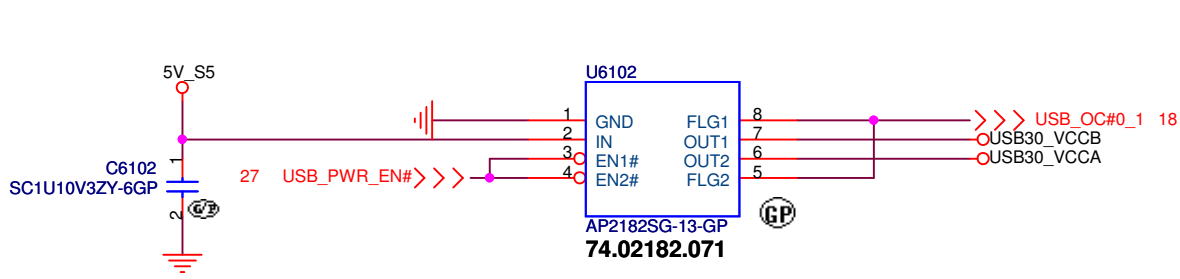 5V_S5
U6102
1 GND FLG1 8 USB_OC#0_1 18
2 IN OUT1 7 USB30_VCCB
3 EN1# OUT2 6 USB30_VCCA
27 USB_PWR_EN# 4 EN2# FLG2 5
1
C6102
SC1U10V3ZY-6GP
2
G/P
GP
AP2182SG-13-GP
74.02182.071